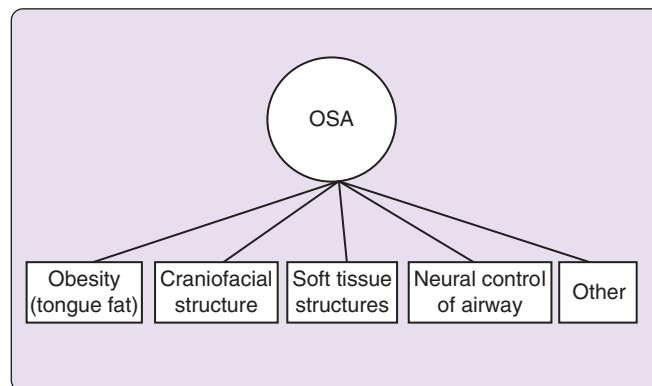 OSA
Obesity
(tongue fat)
Craniofacial
structure
Soft tissue
structures
Neural control
of airway
Other